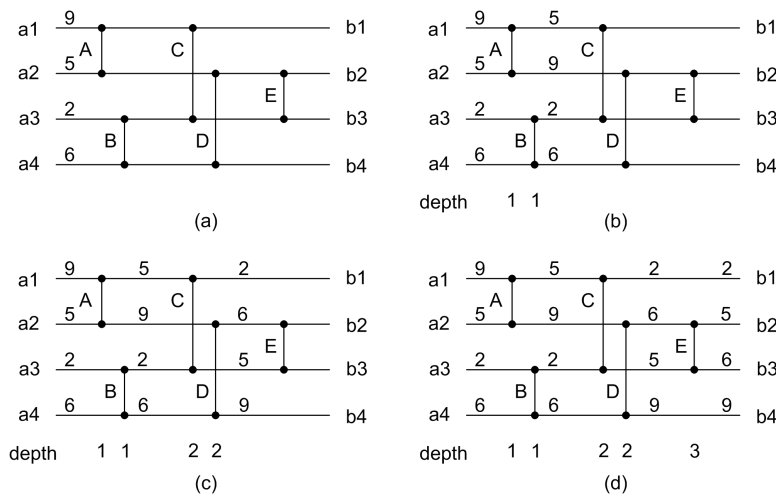 9
a1 A C b1
5
a2 b2
E
2
a3 b3
B D
6
a4 b4
(a)
9 5
a1 A C b1
5 9
a2 b2
E
2 2
a3 b3
B D
6 6
a4 b4
depth 1 1
(b)
9 5 2
a1 A C b1
5 9 6
a2 b2
E
2 2 5
a3 b3
B D
6 6 9
a4 b4
depth 1 1 2 2
(c)
9 5 2 2
a1 A C b1
5 9 6 5
a2 b2
E
2 2 5 6
a3 b3
B D
6 6 9 9
a4 b4
depth 1 1 2 2 3
(d)